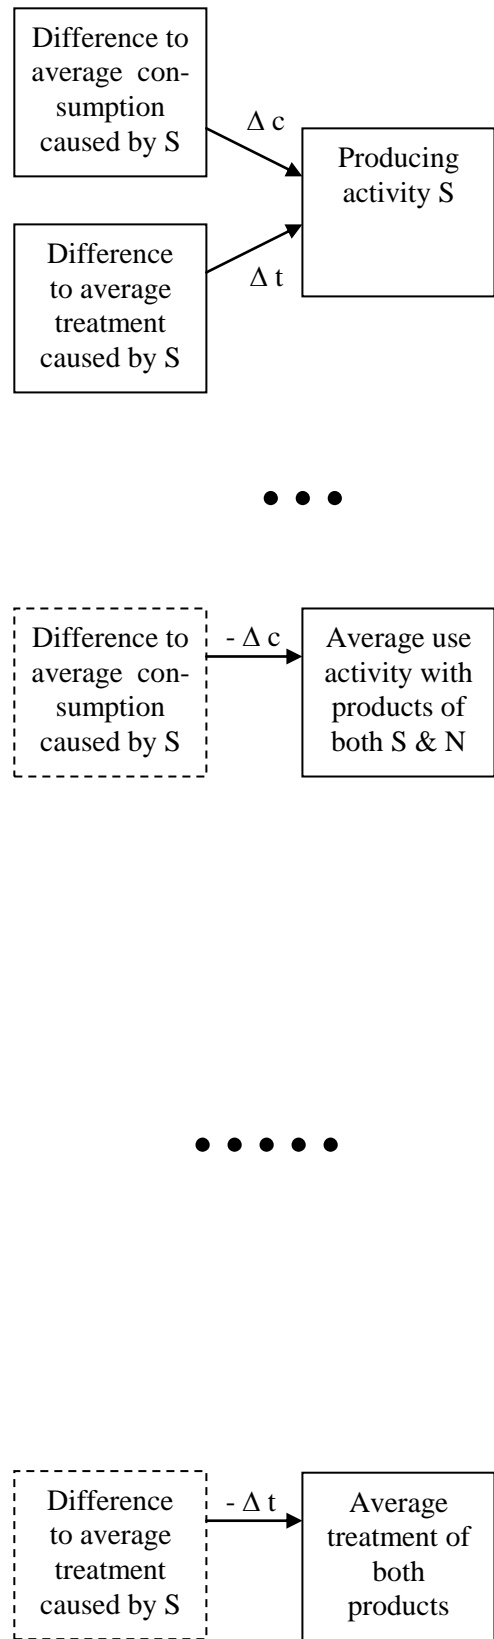 Difference to
average con-
sumption
caused by S
Δ c
Producing
activity S
Difference
to average
treatment
caused by S
Δ t
Difference to
average con-
sumption
caused by S
- Δ c
Average use
activity with
products of
both S & N
Difference
to average
treatment
caused by S
- Δ t
Average
treatment of
both
products